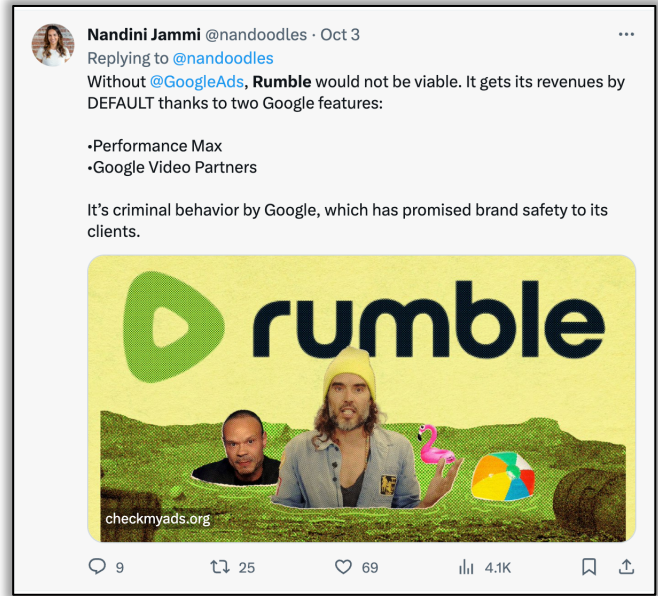 Nandini Jammi @nandoodles · Oct 3
Replying to @nandoodles
Without @GoogleAds, Rumble would not be viable. It gets its revenues by
DEFAULT thanks to two Google features:
•Performance Max
•Google Video Partners
It's criminal behavior by Google, which has promised brand safety to its
clients.
rumble
checkmyads.org
9 25 69 4.1K